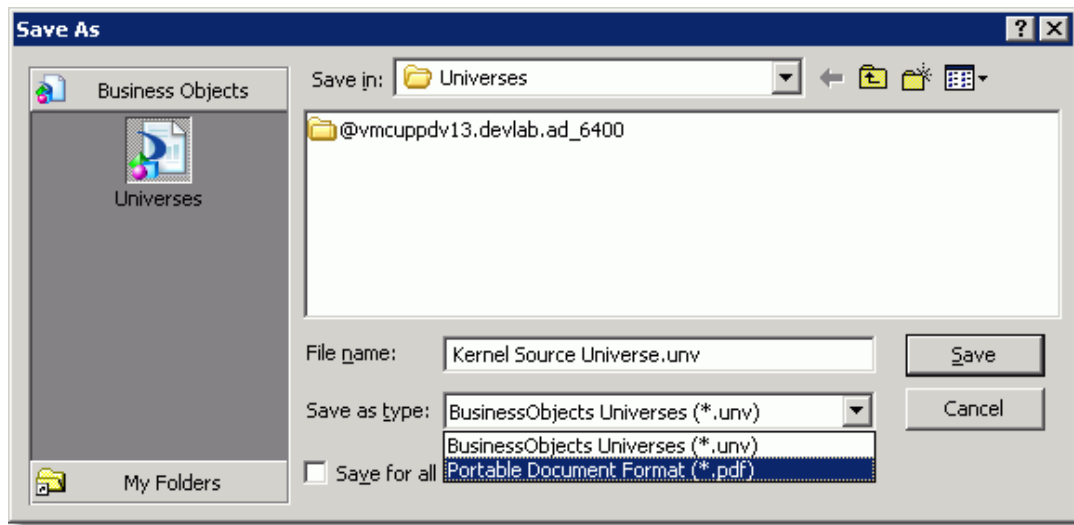 Save As
Business Objects
Universes
My Folders
Save in: Universes
@vmcuppdv13.devlab.ad_6400
File name: Kernel Source Universe.unv
Save
Save as type: BusinessObjects Universes (*.unv)
Cancel
BusinessObjects Universes (*.unv)
Portable Document Format (*.pdf)
Save for all